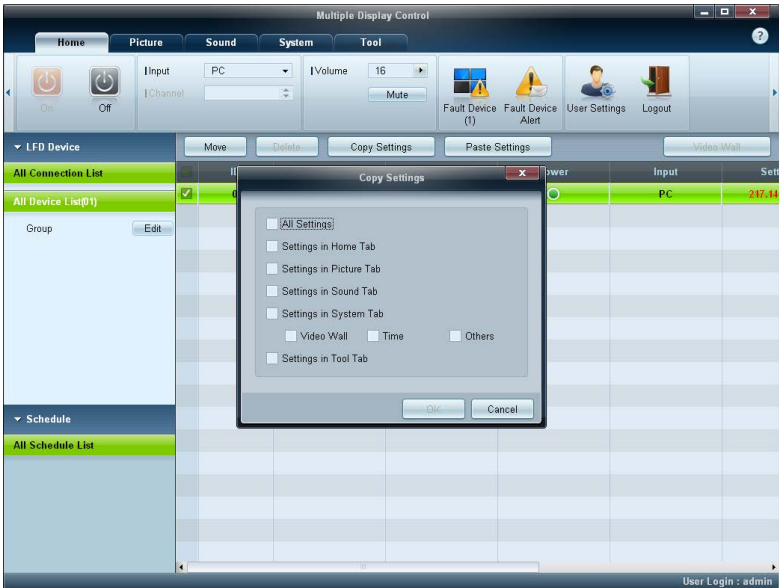 Multiple Display Control
Home Picture Sound System Tool ?
Input PC Volume 16
On Off Channel Mute
Fault Device (1) Fault Device Alert User Settings Logout
LFD Device Move Delete Copy Settings Paste Settings Video Wall
All Connection List Input
All Device List(01) PC 217.14
Group Edit
Copy Settings
All Settings
Settings in Home Tab
Settings in Picture Tab
Settings in Sound Tab
Settings in System Tab
Video Wall Time Others
Settings in Tool Tab
OK Cancel
Schedule
All Schedule List
User Login : admin